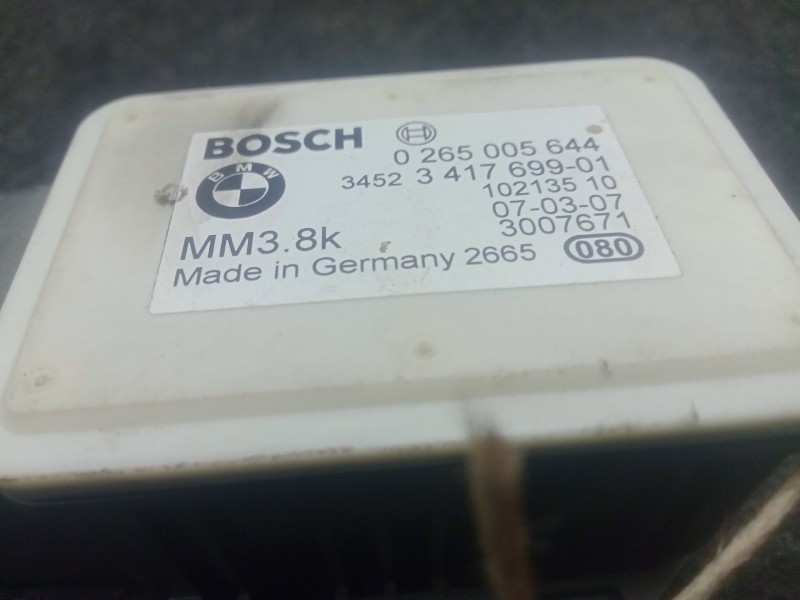 BOSCH
0 265 005 644
BMW
3452 3 417 699-01
102135 10
07-03-07
3007671
MM3.8k
Made in Germany 2665
080